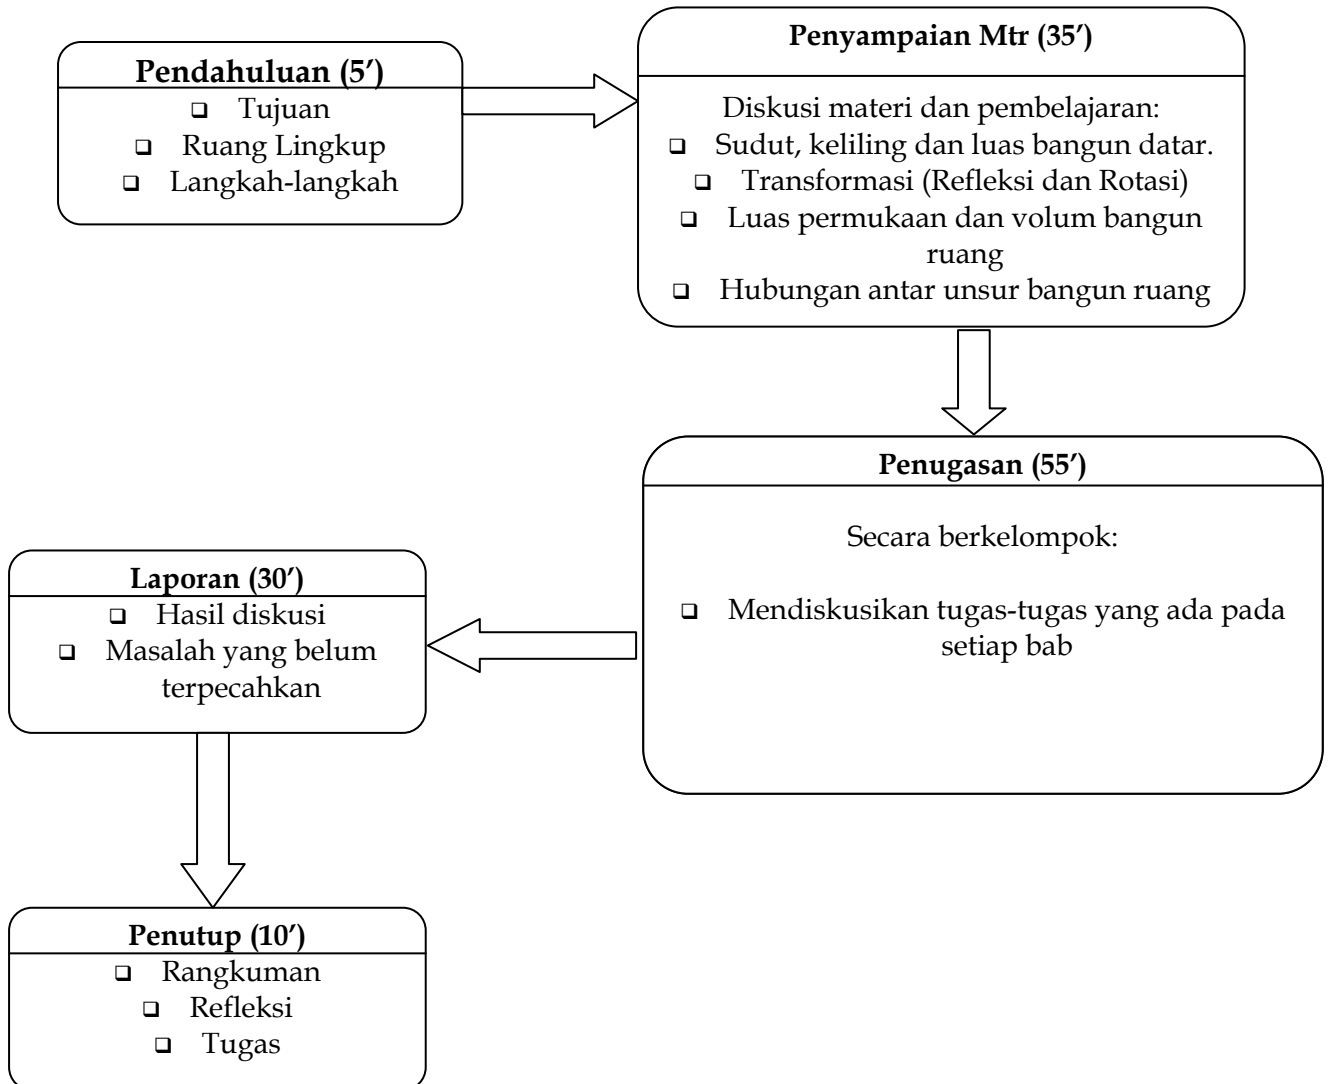 Pendahuluan (5’)
❑ Tujuan
❑ Ruang Lingkup
❑ Langkah-langkah
Penyampaian Mtr (35’)
Diskusi materi dan pembelajaran:
❑ Sudut, keliling dan luas bangun datar.
❑ Transformasi (Refleksi dan Rotasi)
❑ Luas permukaan dan volum bangun
ruang
❑ Hubungan antar unsur bangun ruang
Penugasan (55’)
Secara berkelompok:
❑ Mendiskusikan tugas-tugas yang ada pada
setiap bab
Laporan (30’)
❑ Hasil diskusi
❑ Masalah yang belum
terpecahkan
Penutup (10’)
❑ Rangkuman
❑ Refleksi
❑ Tugas